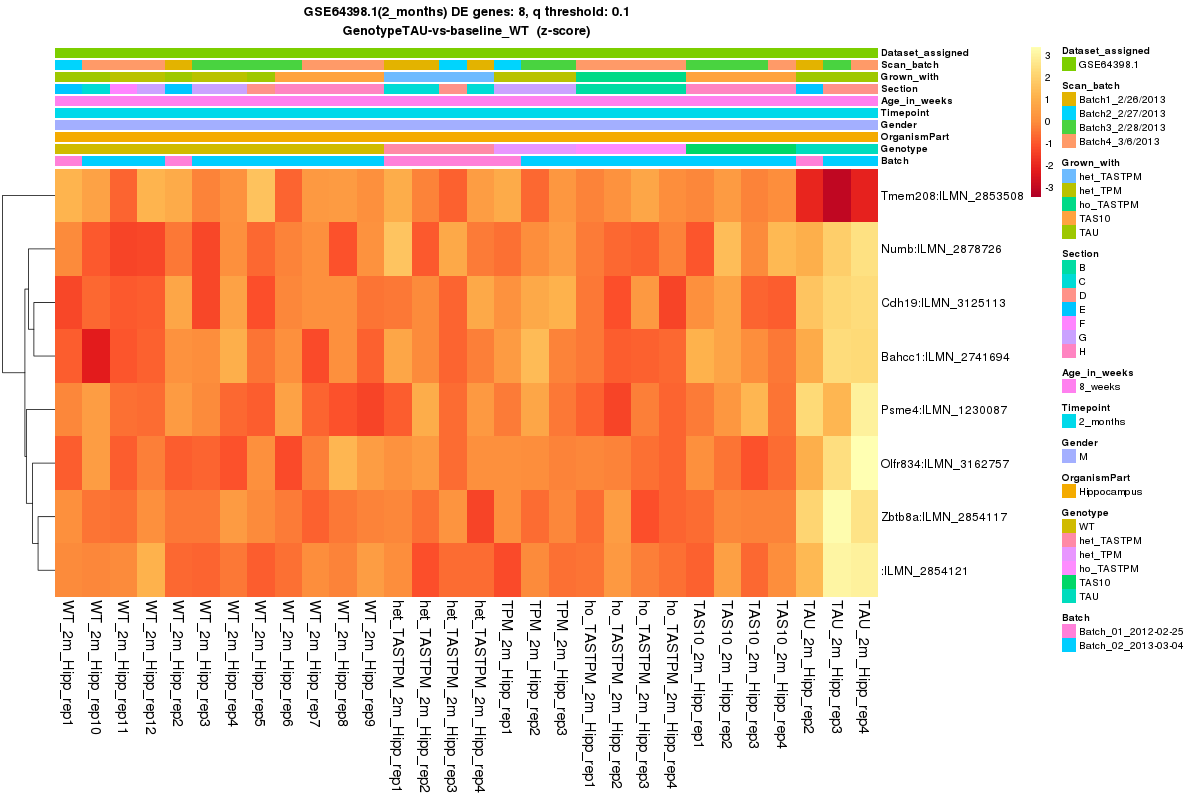 GSE64398.1(2_months) DE genes: 8, q threshold: 0.1
GenotypeTAU-vs-baseline_WT (z-score)
Dataset_assigned
Scan_batch
Grown_with
Section
Age_in_weeks
Timepoint
Gender
OrganismPart
Genotype
Batch
Tmem208:ILMN_2853508
Numb:ILMN_2878726
Cdh19:ILMN_3125113
Bahcc1:ILMN_2741694
Psme4:ILMN_1230087
Olfr834:ILMN_3162757
Zbtb8a:ILMN_2854117
:ILMN_2854121
WT_2m_Hipp_rep1
WT_2m_Hipp_rep10
WT_2m_Hipp_rep11
WT_2m_Hipp_rep12
WT_2m_Hipp_rep2
WT_2m_Hipp_rep3
WT_2m_Hipp_rep4
WT_2m_Hipp_rep5
WT_2m_Hipp_rep6
WT_2m_Hipp_rep7
WT_2m_Hipp_rep8
WT_2m_Hipp_rep9
het_TASTPM_2m_Hipp_rep1
het_TASTPM_2m_Hipp_rep2
het_TASTPM_2m_Hipp_rep3
het_TASTPM_2m_Hipp_rep4
TPM_2m_Hipp_rep1
TPM_2m_Hipp_rep2
TPM_2m_Hipp_rep3
ho_TASTPM_2m_Hipp_rep1
ho_TASTPM_2m_Hipp_rep2
ho_TASTPM_2m_Hipp_rep3
ho_TASTPM_2m_Hipp_rep4
TAS10_2m_Hipp_rep1
TAS10_2m_Hipp_rep2
TAS10_2m_Hipp_rep3
TAS10_2m_Hipp_rep4
TAU_2m_Hipp_rep2
TAU_2m_Hipp_rep3
TAU_2m_Hipp_rep4
3
2
1
0
-1
-2
-3
Dataset_assigned
GSE64398.1
Scan_batch
Batch1_2/26/2013
Batch2_2/27/2013
Batch3_2/28/2013
Batch4_3/6/2013
Grown_with
het_TASTPM
het_TPM
ho_TASTPM
TAS10
TAU
Section
B
C
D
E
F
G
H
Age_in_weeks
8_weeks
Timepoint
2_months
Gender
M
OrganismPart
Hippocampus
Genotype
WT
het_TASTPM
het_TPM
ho_TASTPM
TAS10
TAU
Batch
Batch_01_2012-02-25
Batch_02_2013-03-04